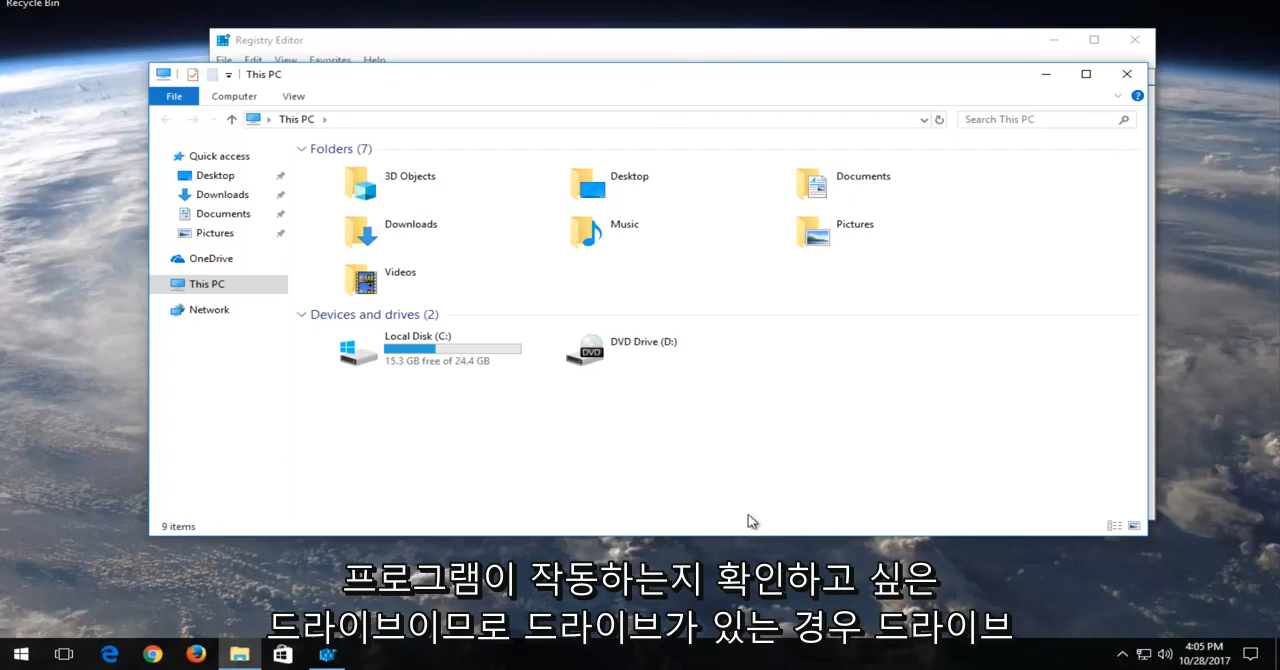 Recycle Bin
Registry Editor
File Edit View Favorites Help
This PC
File Computer View
This PC
Search This PC
Quick access
Desktop
Downloads
Documents
Pictures
OneDrive
This PC
Network
Folders (7)
3D Objects
Desktop
Documents
Downloads
Music
Pictures
Videos
Devices and drives (2)
Local Disk (C:)
15.3 GB free of 24.4 GB
DVD Drive (D:)
DVD
9 items
프로그램이 작동하는지 확인하고 싶은
드라이브이므로 드라이브가 있는 경우 드라이브
4:05 PM
10/28/2017